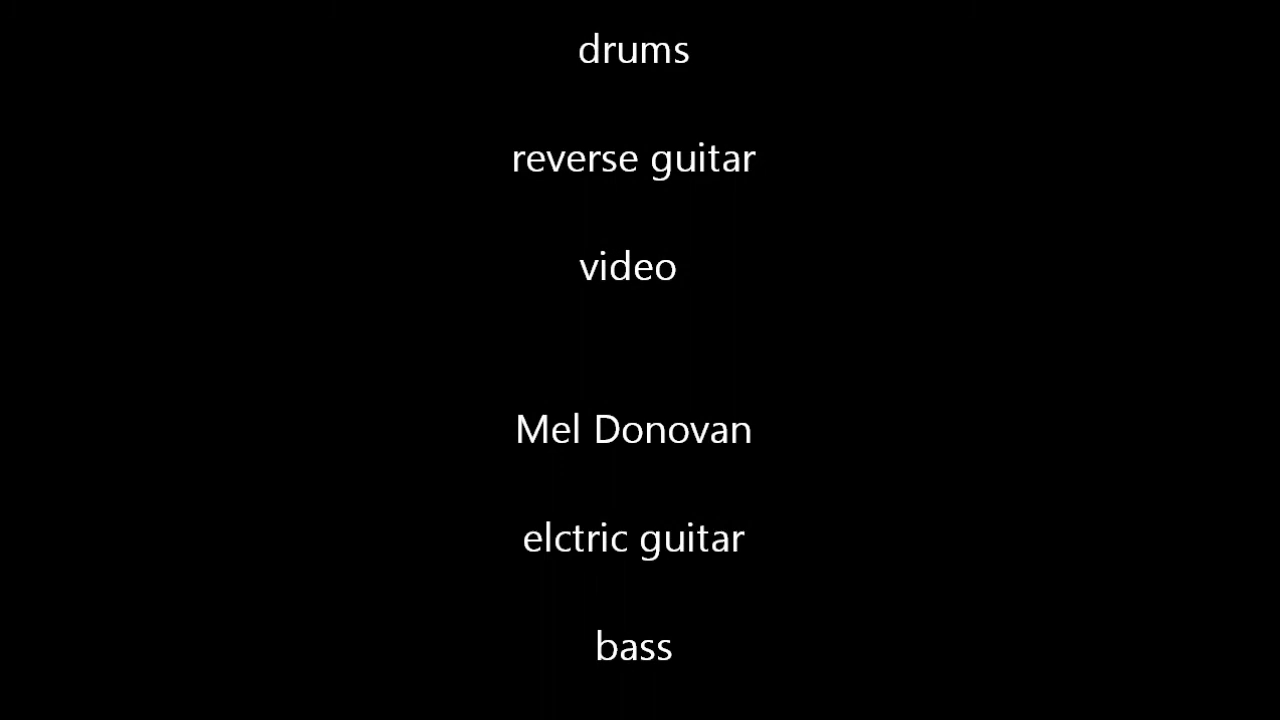 drums
reverse guitar
video
Mel Donovan
elctric guitar
bass